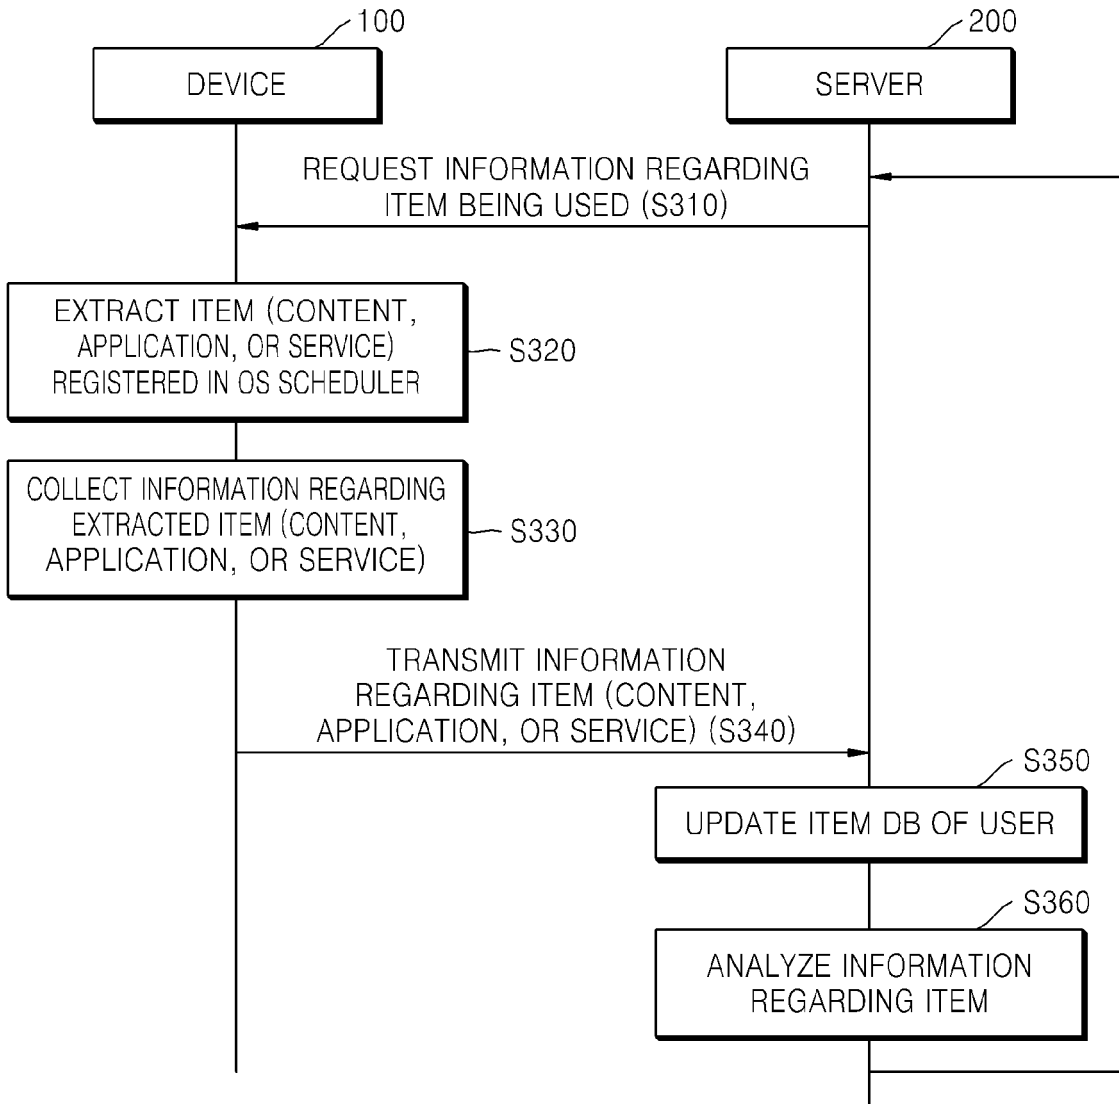 100
200
DEVICE
SERVER
REQUEST INFORMATION REGARDING
ITEM BEING USED (S310)
EXTRACT ITEM (CONTENT,
APPLICATION, OR SERVICE)
REGISTERED IN OS SCHEDULER
S320
COLLECT INFORMATION REGARDING
EXTRACTED ITEM (CONTENT,
APPLICATION, OR SERVICE)
S330
TRANSMIT INFORMATION
REGARDING ITEM (CONTENT,
APPLICATION, OR SERVICE) (S340)
S350
UPDATE ITEM DB OF USER
S360
ANALYZE INFORMATION
REGARDING ITEM